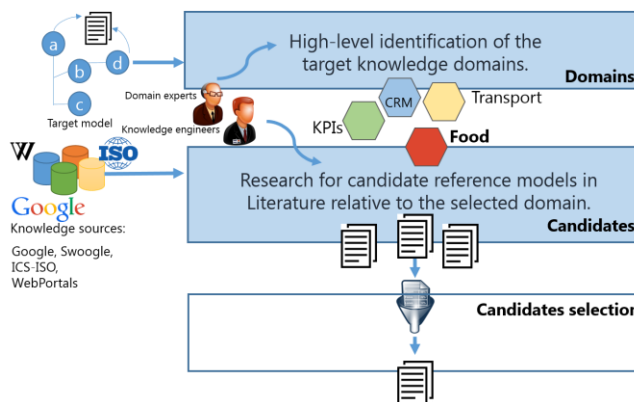 a
b
d
c
Target model
High-level identification of the
target knowledge domains.
Domains
Domain experts
Knowledge engineers
KPIs
CRM
Transport
Food
W
ISO
Google
Knowledge sources:
Google, Swoogle,
ICS-ISO,
WebPortals
Research for candidate reference models in
Literature relative to the selected domain.
Candidates
Candidates selection